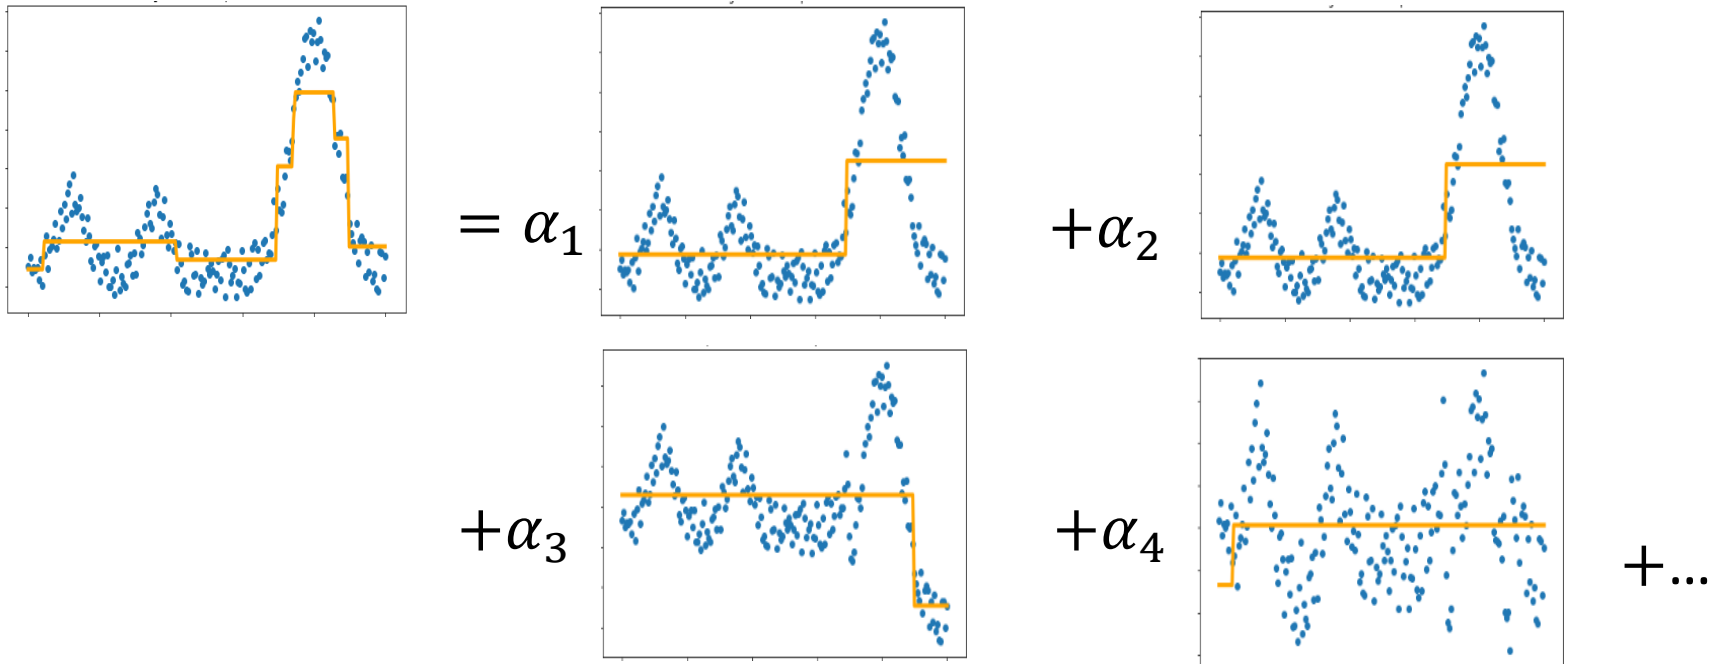 = α₁ +α₂
+α₃ +α₄ +...